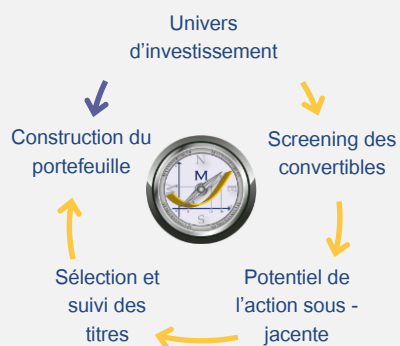 Univers
d'investissement
Construction du
portefeuille
Screening des
convertibles
N
M
S
Sélection et
suivi des
titres
Potentiel de
l'action sous -
jacente